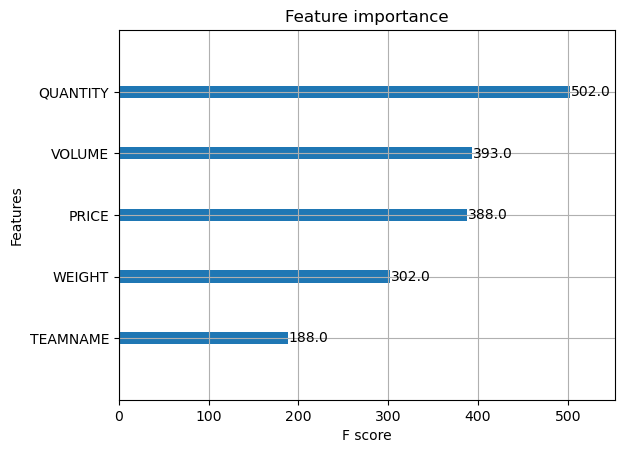 Feature importance
Features
QUANTITY 502.0
VOLUME 393.0
PRICE 388.0
WEIGHT 302.0
TEAMNAME 188.0
0 100 200 300 400 500
F score